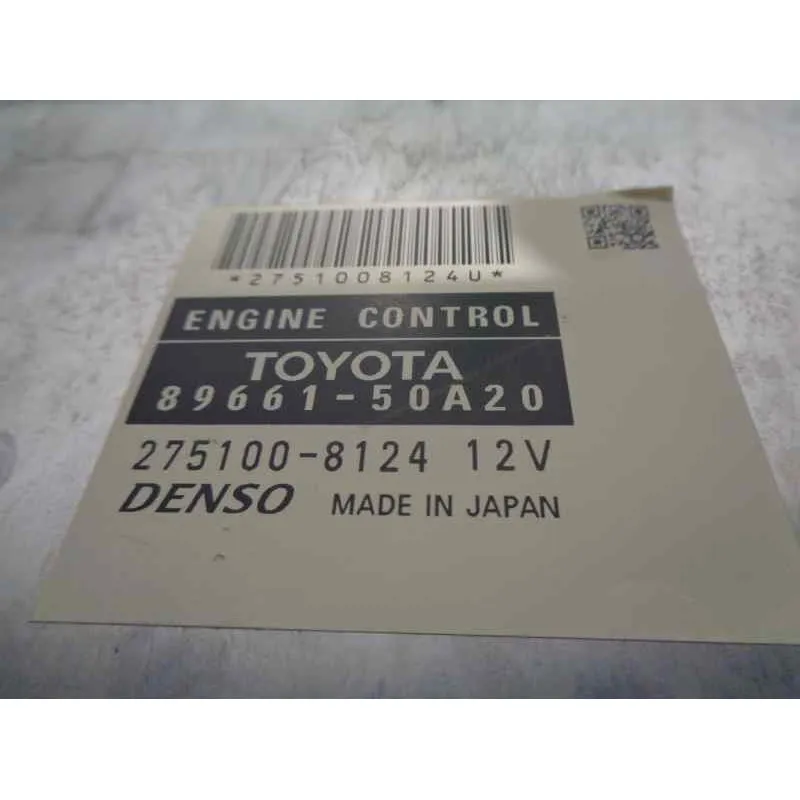 *2751008124U*
ENGINE CONTROL
TOYOTA
89661-50A20
275100-8124 12V
DENSO MADE IN JAPAN